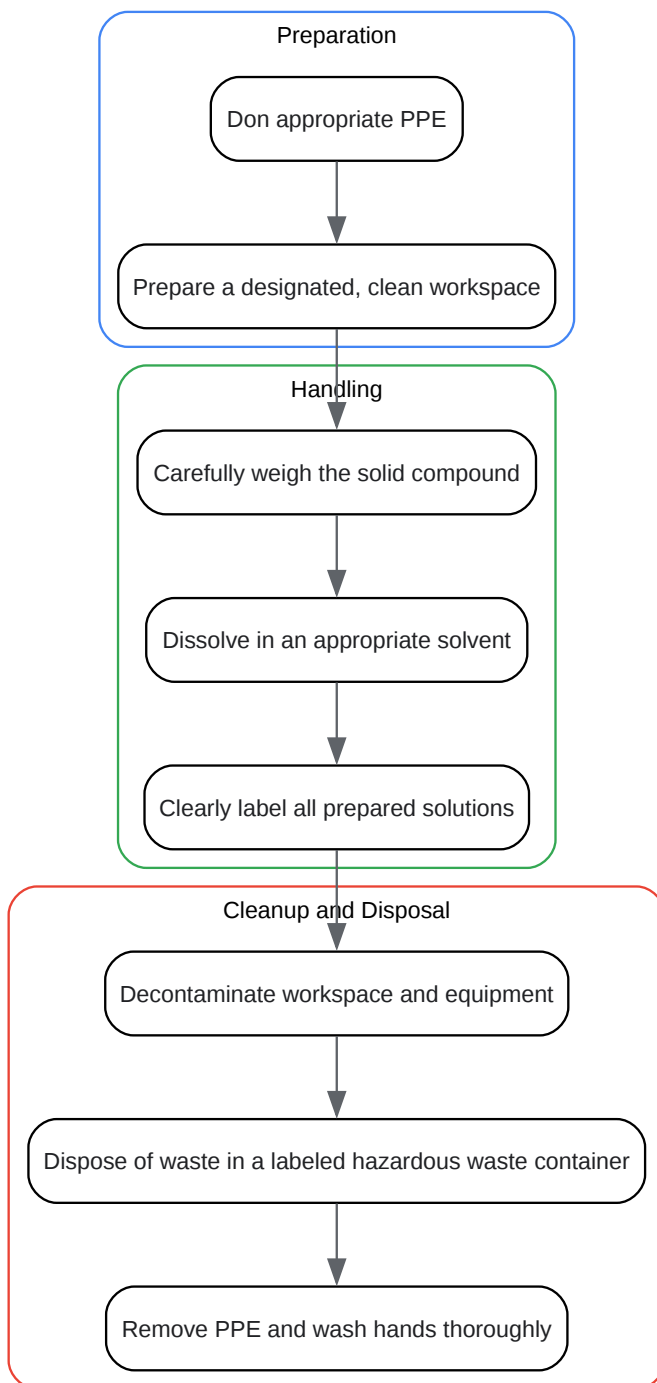 Preparation
Don appropriate PPE
Prepare a designated, clean workspace
Handling
Carefully weigh the solid compound
Dissolve in an appropriate solvent
Clearly label all prepared solutions
Cleanup and Disposal
Decontaminate workspace and equipment
Dispose of waste in a labeled hazardous waste container
Remove PPE and wash hands thoroughly